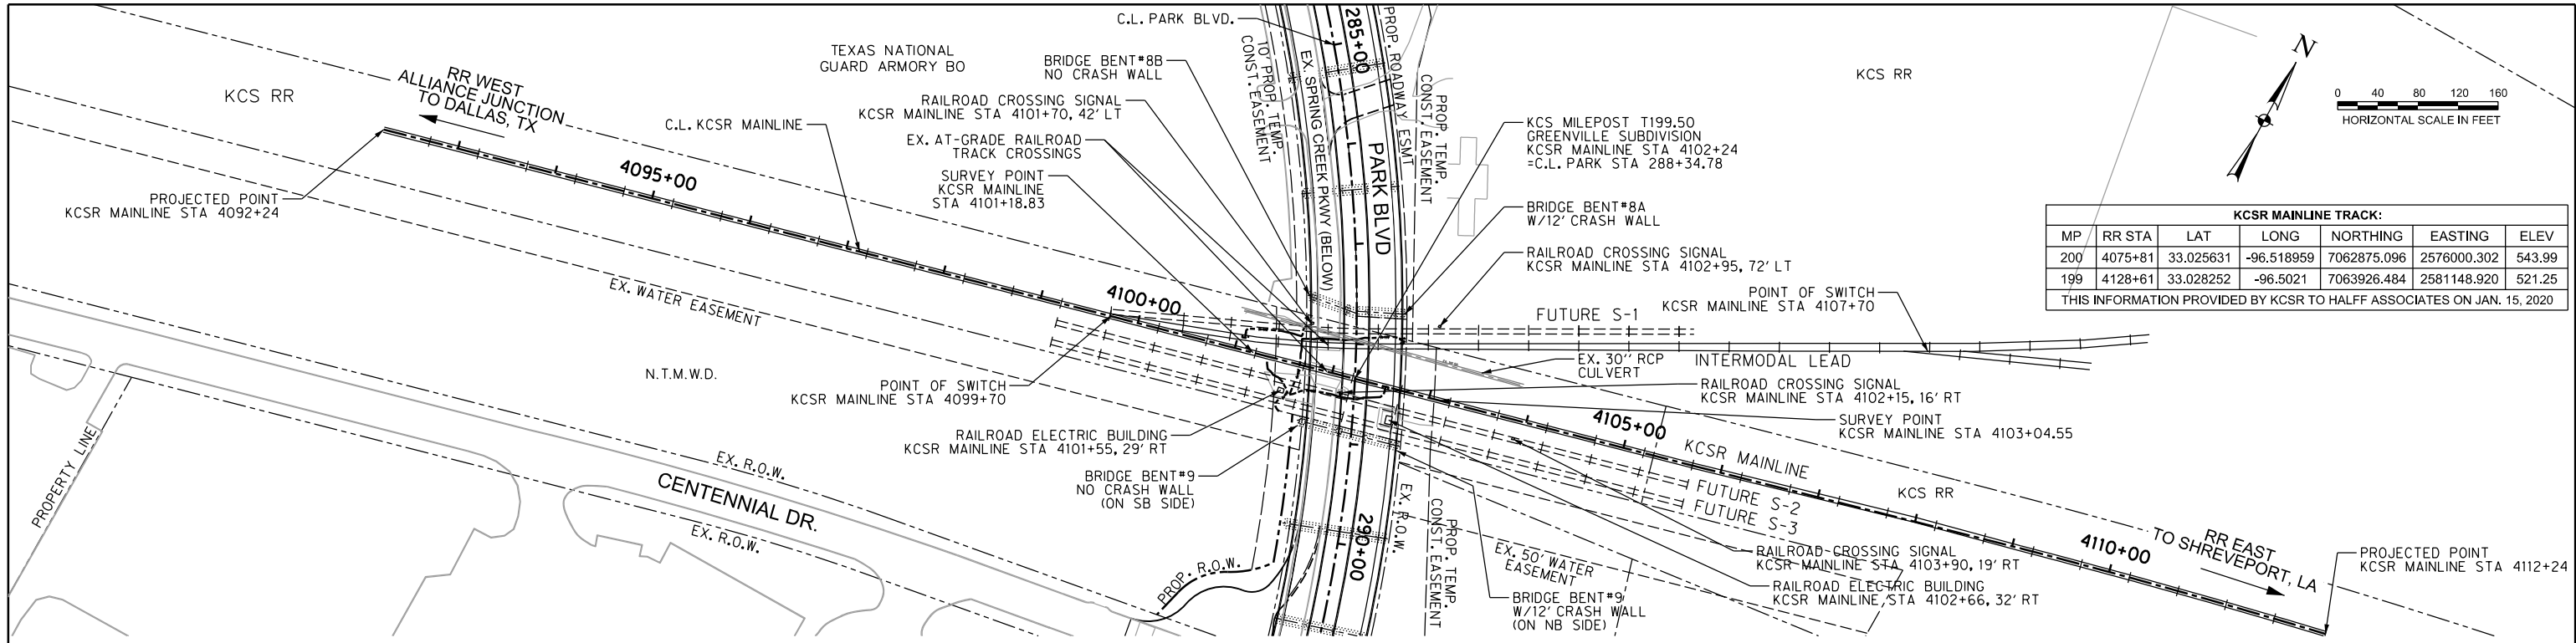 C.L. PARK BLVD.
TEXAS NATIONAL
GUARD ARMORY BO
KCS RR
RR WEST
ALLIANCE JUNCTION
TO DALLAS, TX
C.L. KCSR MAINLINE
BRIDGE BENT#8B
NO CRASH WALL
RAILROAD CROSSING SIGNAL
KCSR MAINLINE STA 4101+70, 42' LT
EX. AT-GRADE RAILROAD
TRACK CROSSINGS
SURVEY POINT
KCSR MAINLINE
STA 4101+18.83
PROJECTED POINT
KCSR MAINLINE STA 4092+24
4095+00
4100+00
EX. WATER EASEMENT
N.T.M.W.D.
POINT OF SWITCH
KCSR MAINLINE STA 4099+70
RAILROAD ELECTRIC BUILDING
KCSR MAINLINE STA 4101+55, 29' RT
BRIDGE BENT#9
NO CRASH WALL
(ON SB SIDE)
PROPERTY LINE
EX. R.O.W.
CENTENNIAL DR.
EX. R.O.W.
PROP. R.O.W.
10' PROP. TEMP.
CONST. EASEMENT
EX. SPRING CREEK PKWY (BELOW)
285+00
PARK BLVD
290+00
PROP. ROADWAY ESMT
PROP. TEMP.
CONST. EASEMENT
KCS MILEPOST T199.50
GREENVILLE SUBDIVISION
KCSR MAINLINE STA 4102+24
=C.L. PARK STA 288+34.78
BRIDGE BENT#8A
W/12' CRASH WALL
RAILROAD CROSSING SIGNAL
KCSR MAINLINE STA 4102+95, 72' LT
POINT OF SWITCH
KCSR MAINLINE STA 4107+70
FUTURE S-1
INTERMODAL LEAD
EX. 30'' RCP
CULVERT
RAILROAD CROSSING SIGNAL
KCSR MAINLINE STA 4102+15, 16' RT
SURVEY POINT
KCSR MAINLINE STA 4103+04.55
4105+00
KCSR MAINLINE
KCS RR
FUTURE S-2
FUTURE S-3
EX. R.O.W.
PROP. TEMP.
CONST. EASEMENT
EX. 50' WATER
EASEMENT
RAILROAD CROSSING SIGNAL
KCSR MAINLINE STA 4103+90, 19' RT
RAILROAD ELECTRIC BUILDING
KCSR MAINLINE STA 4102+66, 32' RT
BRIDGE BENT#9
W/12' CRASH WALL
(ON NB SIDE)
4110+00
RR EAST
TO SHREVEPORT, LA
PROJECTED POINT
KCSR MAINLINE STA 4112+24
KCS RR
N
0 40 80 120 160
HORIZONTAL SCALE IN FEET
KCSR MAINLINE TRACK:
MP RR STA LAT LONG NORTHING EASTING ELEV
200 4075+81 33.025631 -96.518959 7062875.096 2576000.302 543.99
199 4128+61 33.028252 -96.5021 7063926.484 2581148.920 521.25
THIS INFORMATION PROVIDED BY KCSR TO HALFF ASSOCIATES ON JAN. 15, 2020